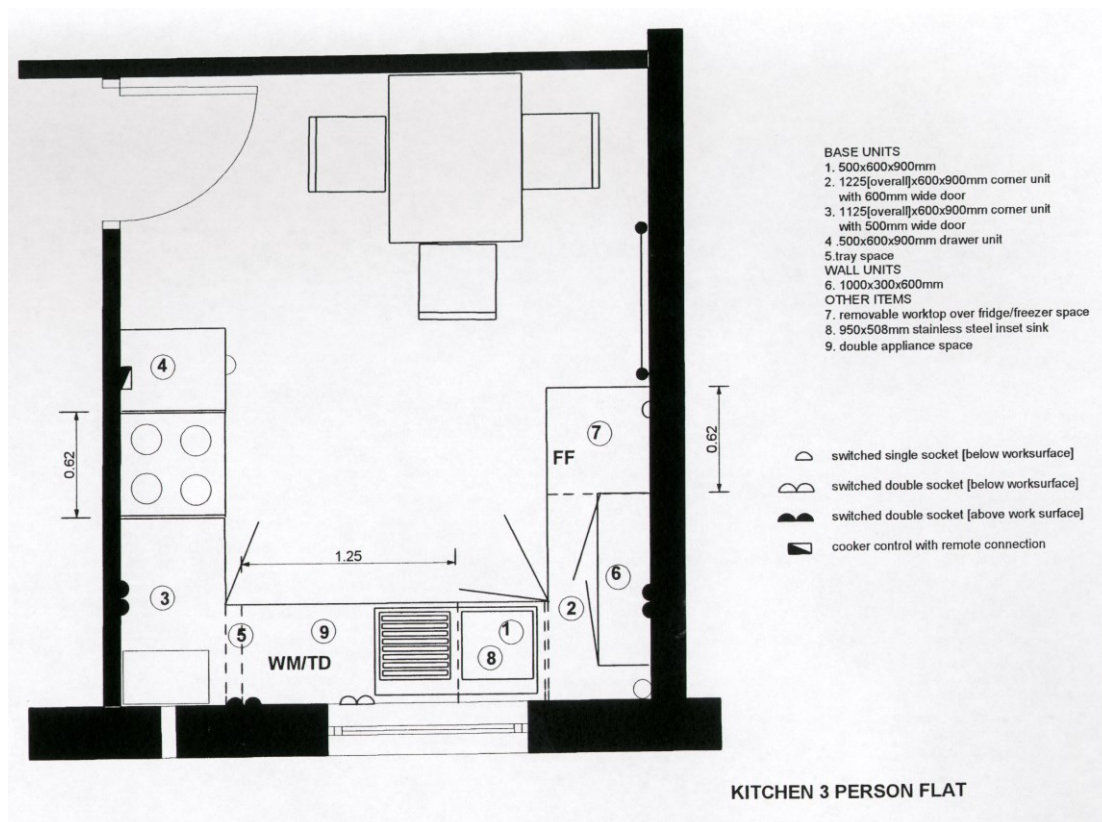 BASE UNITS
1. 500x600x900mm
2. 1225[overall]x600x900mm corner unit
with 600mm wide door
3. 1125[overall]x600x900mm corner unit
with 500mm wide door
4 .500x600x900mm drawer unit
5.tray space
WALL UNITS
6. 1000x300x600mm
OTHER ITEMS
7. removable worktop over fridge/freezer space
8. 950x508mm stainless steel inset sink
9. double appliance space
4
0.62
7
FF
0.62
switched single socket [below worksurface]
switched double socket [below worksurface]
switched double socket [above work surface]
cooker control with remote connection
1.25
3
6
2
5
9
1
8
WM/TD
KITCHEN 3 PERSON FLAT